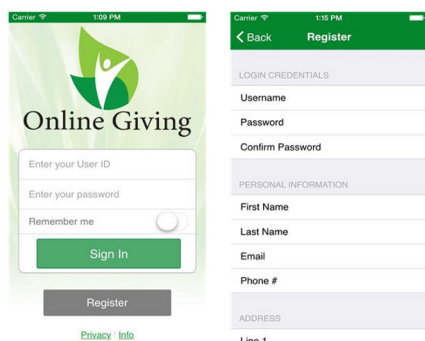 Carrier 1:09 PM
Online Giving
Enter your User ID
Enter your password
Remember me
Sign In
Register
Privacy | Info
Carrier 1:15 PM
Back Register
LOGIN CREDENTIALS
Username
Password
Confirm Password
PERSONAL INFORMATION
First Name
Last Name
Email
Phone #
ADDRESS
Line 1